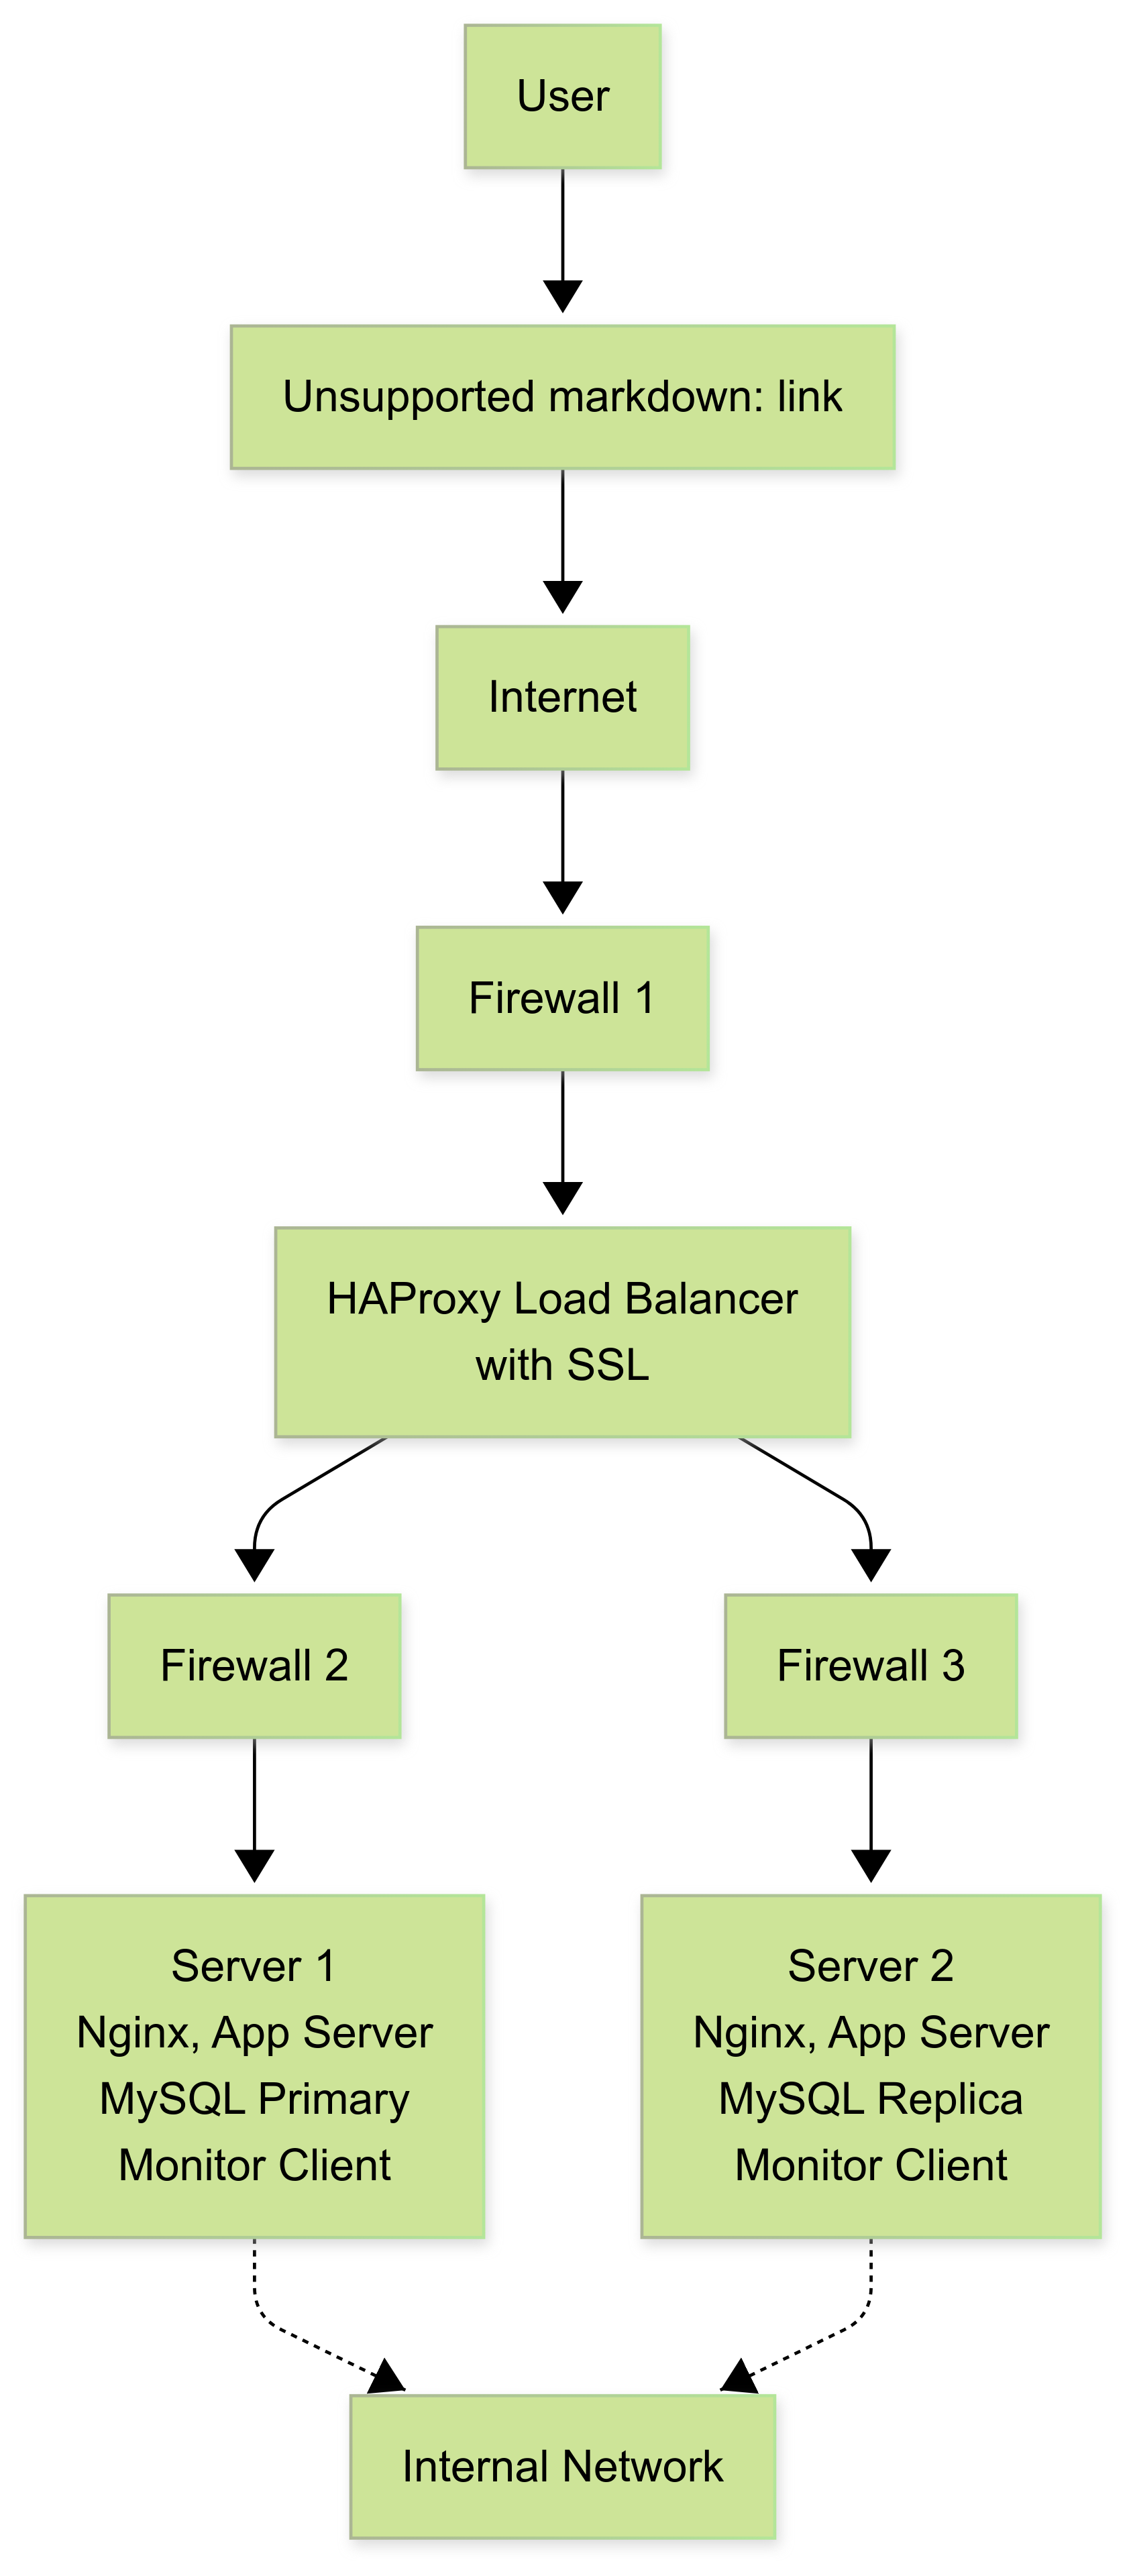 User
Unsupported markdown: link
Internet
Firewall 1
HAProxy Load Balancer
with SSL
Firewall 2
Firewall 3
Server 1
Nginx, App Server
MySQL Primary
Monitor Client
Server 2
Nginx, App Server
MySQL Replica
Monitor Client
Internal Network